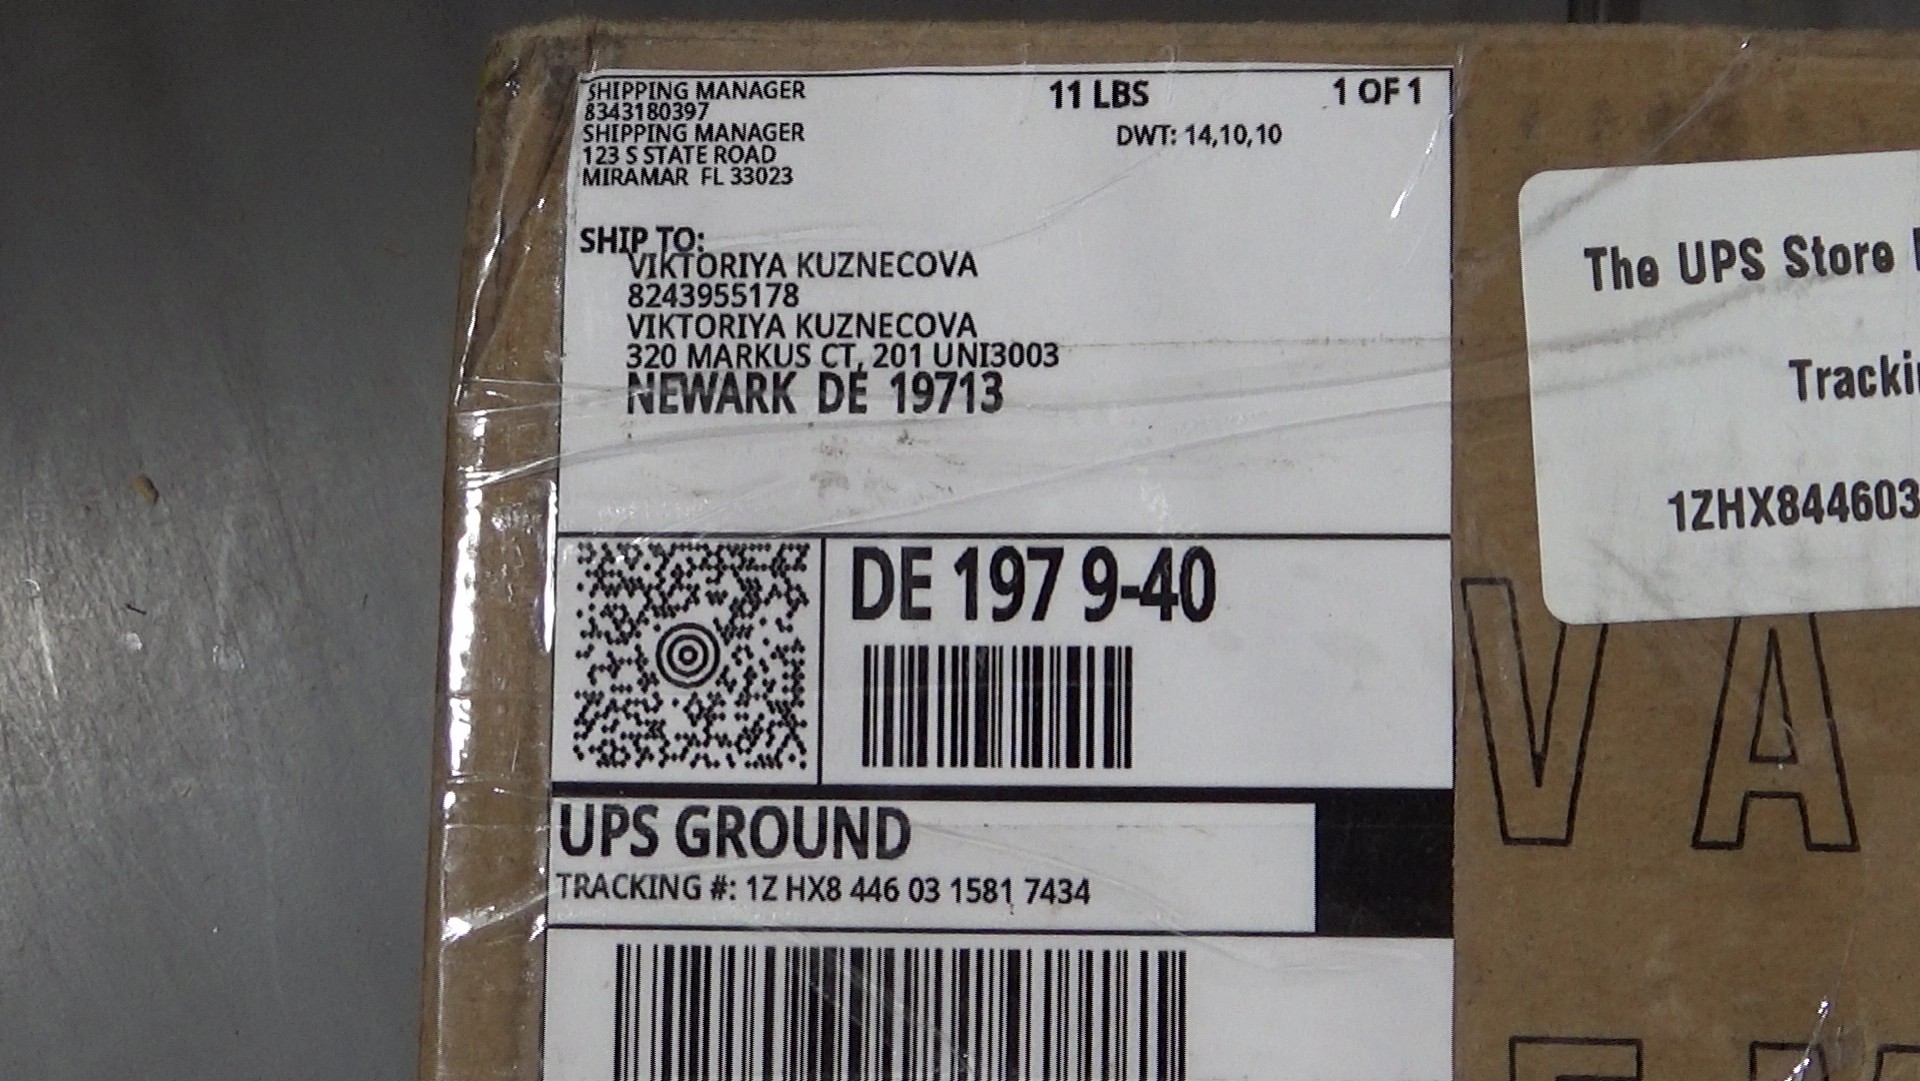 SHIPPING MANAGER
8343180397
SHIPPING MANAGER
123 S STATE ROAD
MIRAMAR FL 33023
11 LBS
1 OF 1
DWT: 14,10,10
SHIP TO:
VIKTORIYA KUZNECOVA
8243955178
VIKTORIYA KUZNECOVA
320 MARKUS CT, 201 UNI3003
NEWARK DE 19713
DE 197 9-40
UPS GROUND
TRACKING #: 1Z HX8 446 03 1581 7434
The UPS Store
Tracki
1ZHX844603
V A